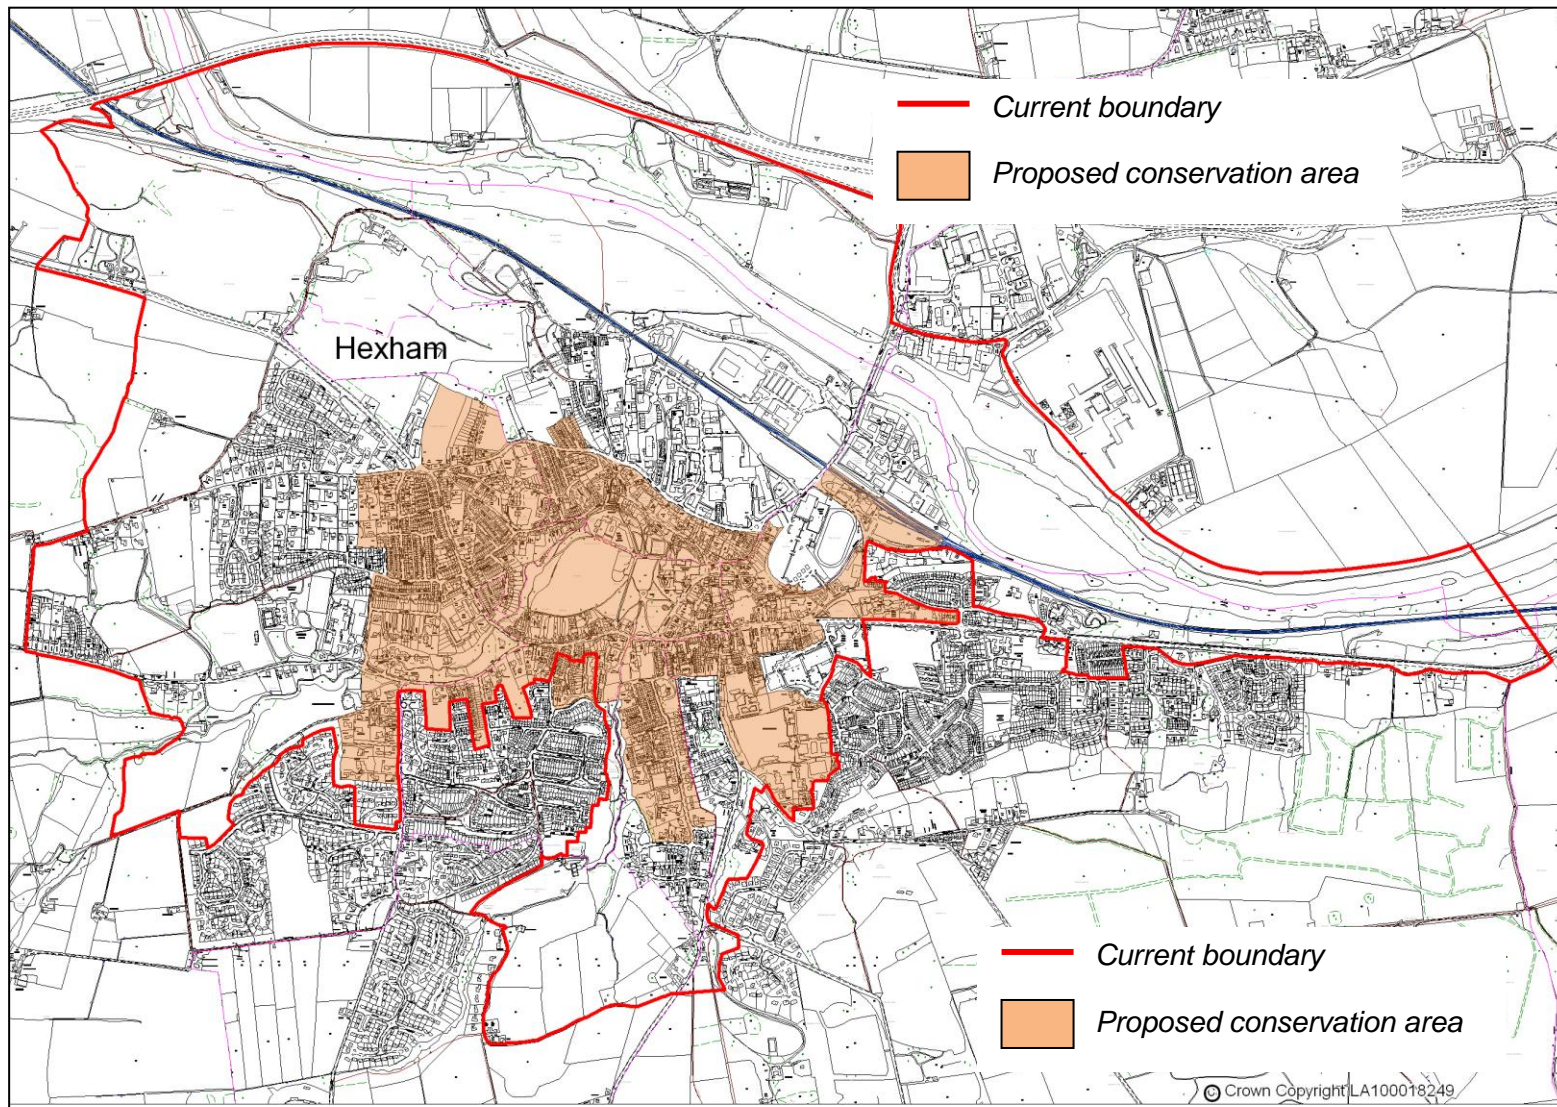 Current boundary
Proposed conservation area
Hexham
Current boundary
Proposed conservation area
© Crown Copyright LA100018249